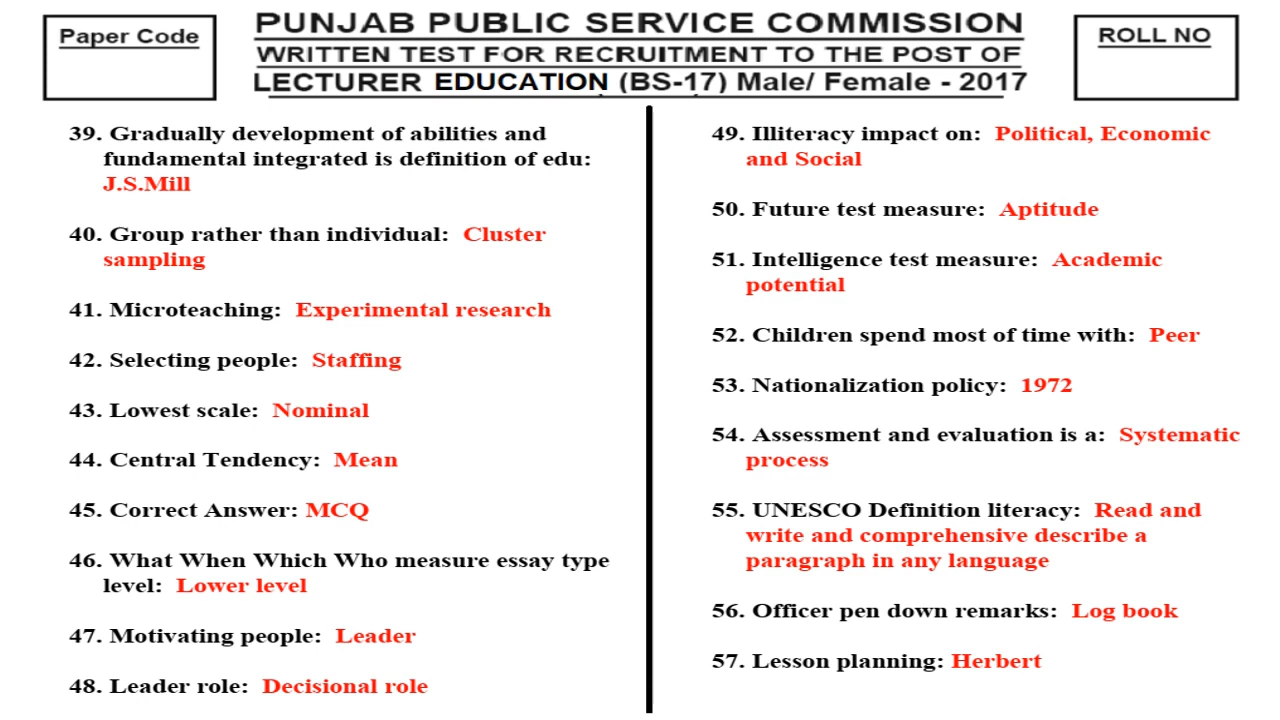 Paper Code
PUNJAB PUBLIC SERVICE COMMISSION
WRITTEN TEST FOR RECRUITMENT TO THE POST OF
LECTURER EDUCATION (BS-17) Male/ Female - 2017
ROLL NO
39. Gradually development of abilities and
fundamental integrated is definition of edu:
J.S.Mill
40. Group rather than individual: Cluster
sampling
41. Microteaching: Experimental research
42. Selecting people: Staffing
43. Lowest scale: Nominal
44. Central Tendency: Mean
45. Correct Answer: MCQ
46. What When Which Who measure essay type
level: Lower level
47. Motivating people: Leader
48. Leader role: Decisional role
49. Illiteracy impact on: Political, Economic
and Social
50. Future test measure: Aptitude
51. Intelligence test measure: Academic
potential
52. Children spend most of time with: Peer
53. Nationalization policy: 1972
54. Assessment and evaluation is a: Systematic
process
55. UNESCO Definition literacy: Read and
write and comprehensive describe a
paragraph in any language
56. Officer pen down remarks: Log book
57. Lesson planning: Herbert